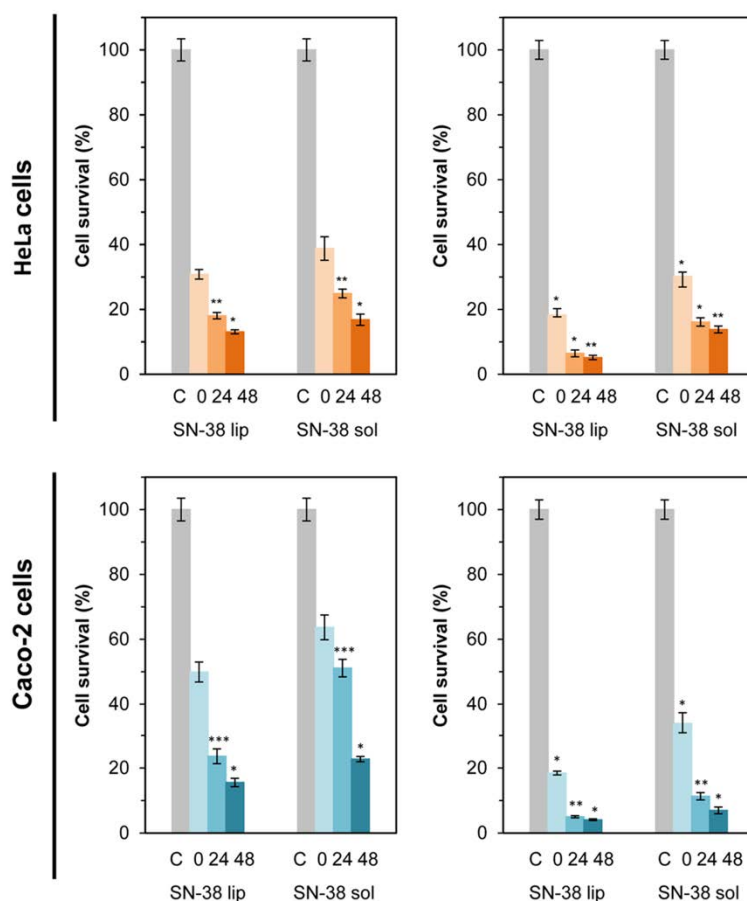 HeLa cells
Cell survival (%)
100
80
60
40
20
0
**
*
**
*
C 0 24 48
C 0 24 48
SN-38 lip
SN-38 sol
Cell survival (%)
100
80
60
40
20
0
*
*
**
*
*
**
C 0 24 48
C 0 24 48
SN-38 lip
SN-38 sol
Caco-2 cells
Cell survival (%)
100
80
60
40
20
0
***
*
***
*
C 0 24 48
C 0 24 48
SN-38 lip
SN-38 sol
Cell survival (%)
100
80
60
40
20
0
*
**
*
*
**
*
C 0 24 48
C 0 24 48
SN-38 lip
SN-38 sol